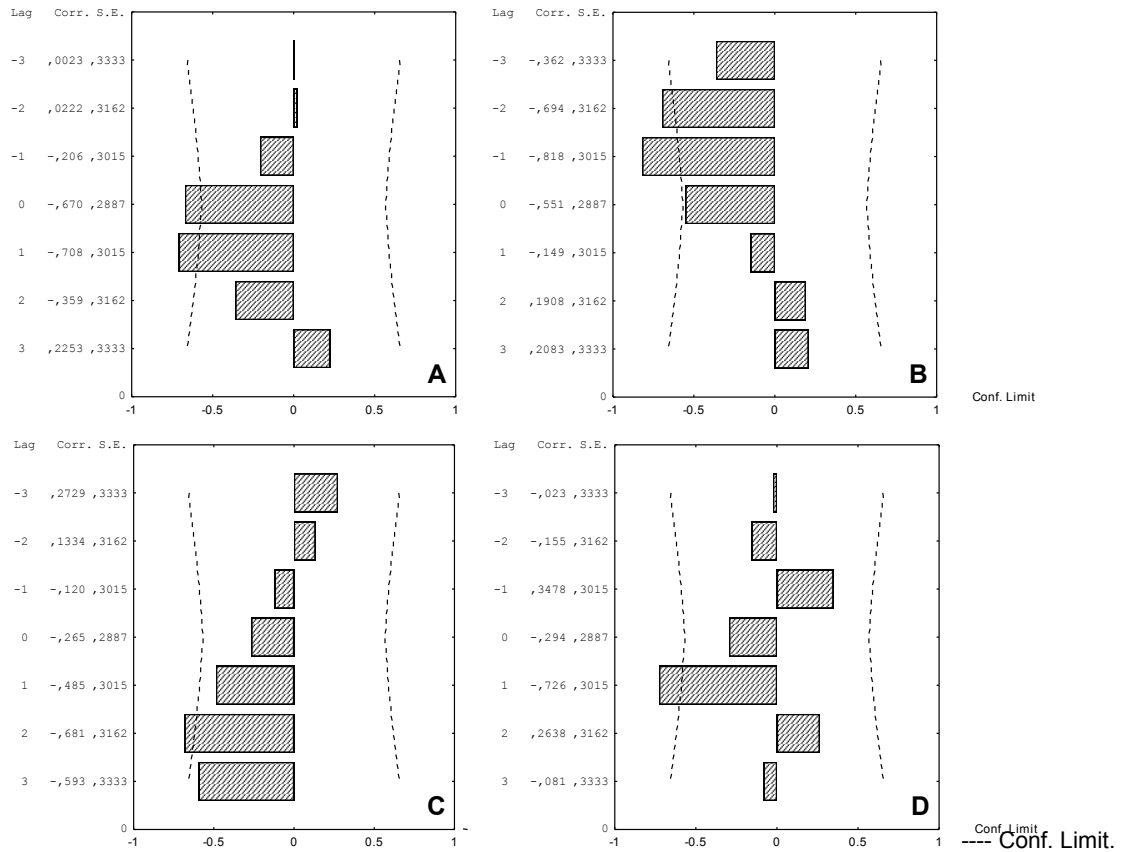 Lag Corr. S.E.
-3 ,0023 ,3333
-2 ,0222 ,3162
-1 -,206 ,3015
0 -,670 ,2887
1 -,708 ,3015
2 -,359 ,3162
3 ,2253 ,3333
A
0
-1 -0.5 0 0.5 1
Lag Corr. S.E.
-3 -,362 ,3333
-2 -,694 ,3162
-1 -,818 ,3015
0 -,551 ,2887
1 -,149 ,3015
2 ,1908 ,3162
3 ,2083 ,3333
B
0
-1 -0.5 0 0.5 1
Conf. Limit
Lag Corr. S.E.
-3 ,2729 ,3333
-2 ,1334 ,3162
-1 -,120 ,3015
0 -,265 ,2887
1 -,485 ,3015
2 -,681 ,3162
3 -,593 ,3333
C
0
-1 -0.5 0 0.5 1
Lag Corr. S.E.
-3 -,023 ,3333
-2 -,155 ,3162
-1 ,3478 ,3015
0 -,294 ,2887
1 -,726 ,3015
2 ,2638 ,3162
3 -,081 ,3333
D
0
-1 -0.5 0 0.5 1
Conf. Limit
---- Conf. Limit.